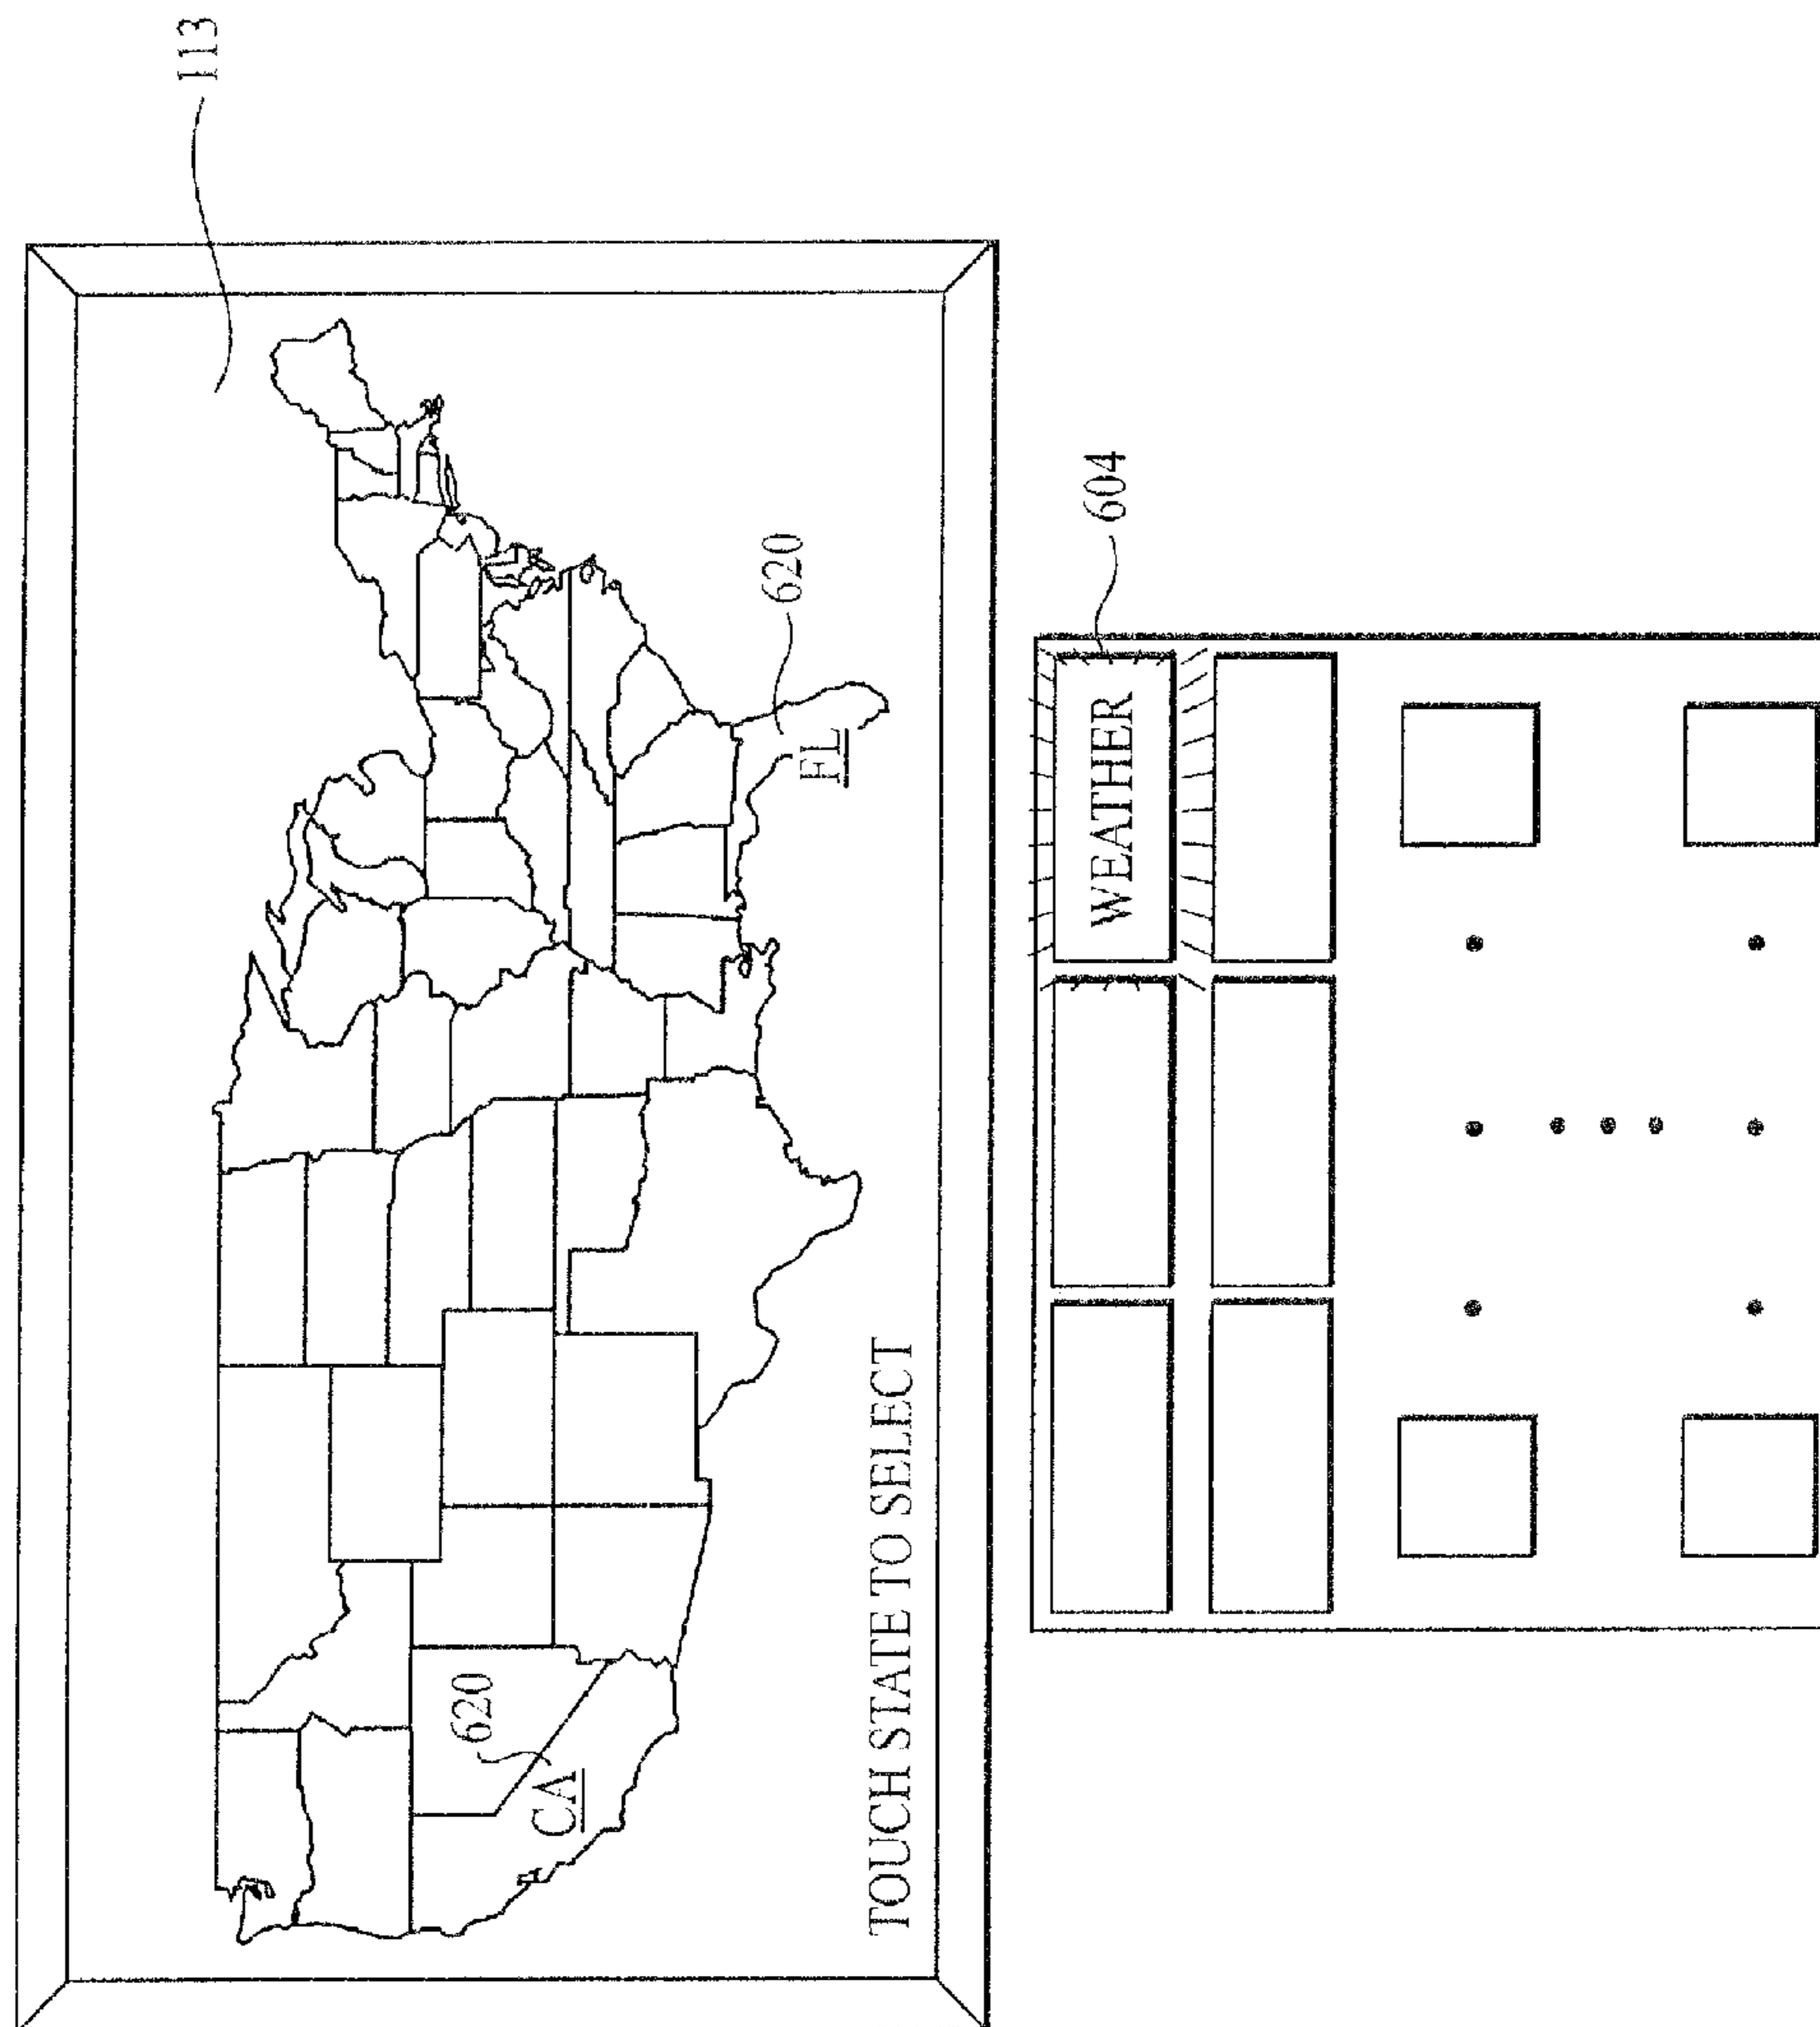 113
620
CA
620
FL
TOUCH STATE TO SELECT
WEATHER
604